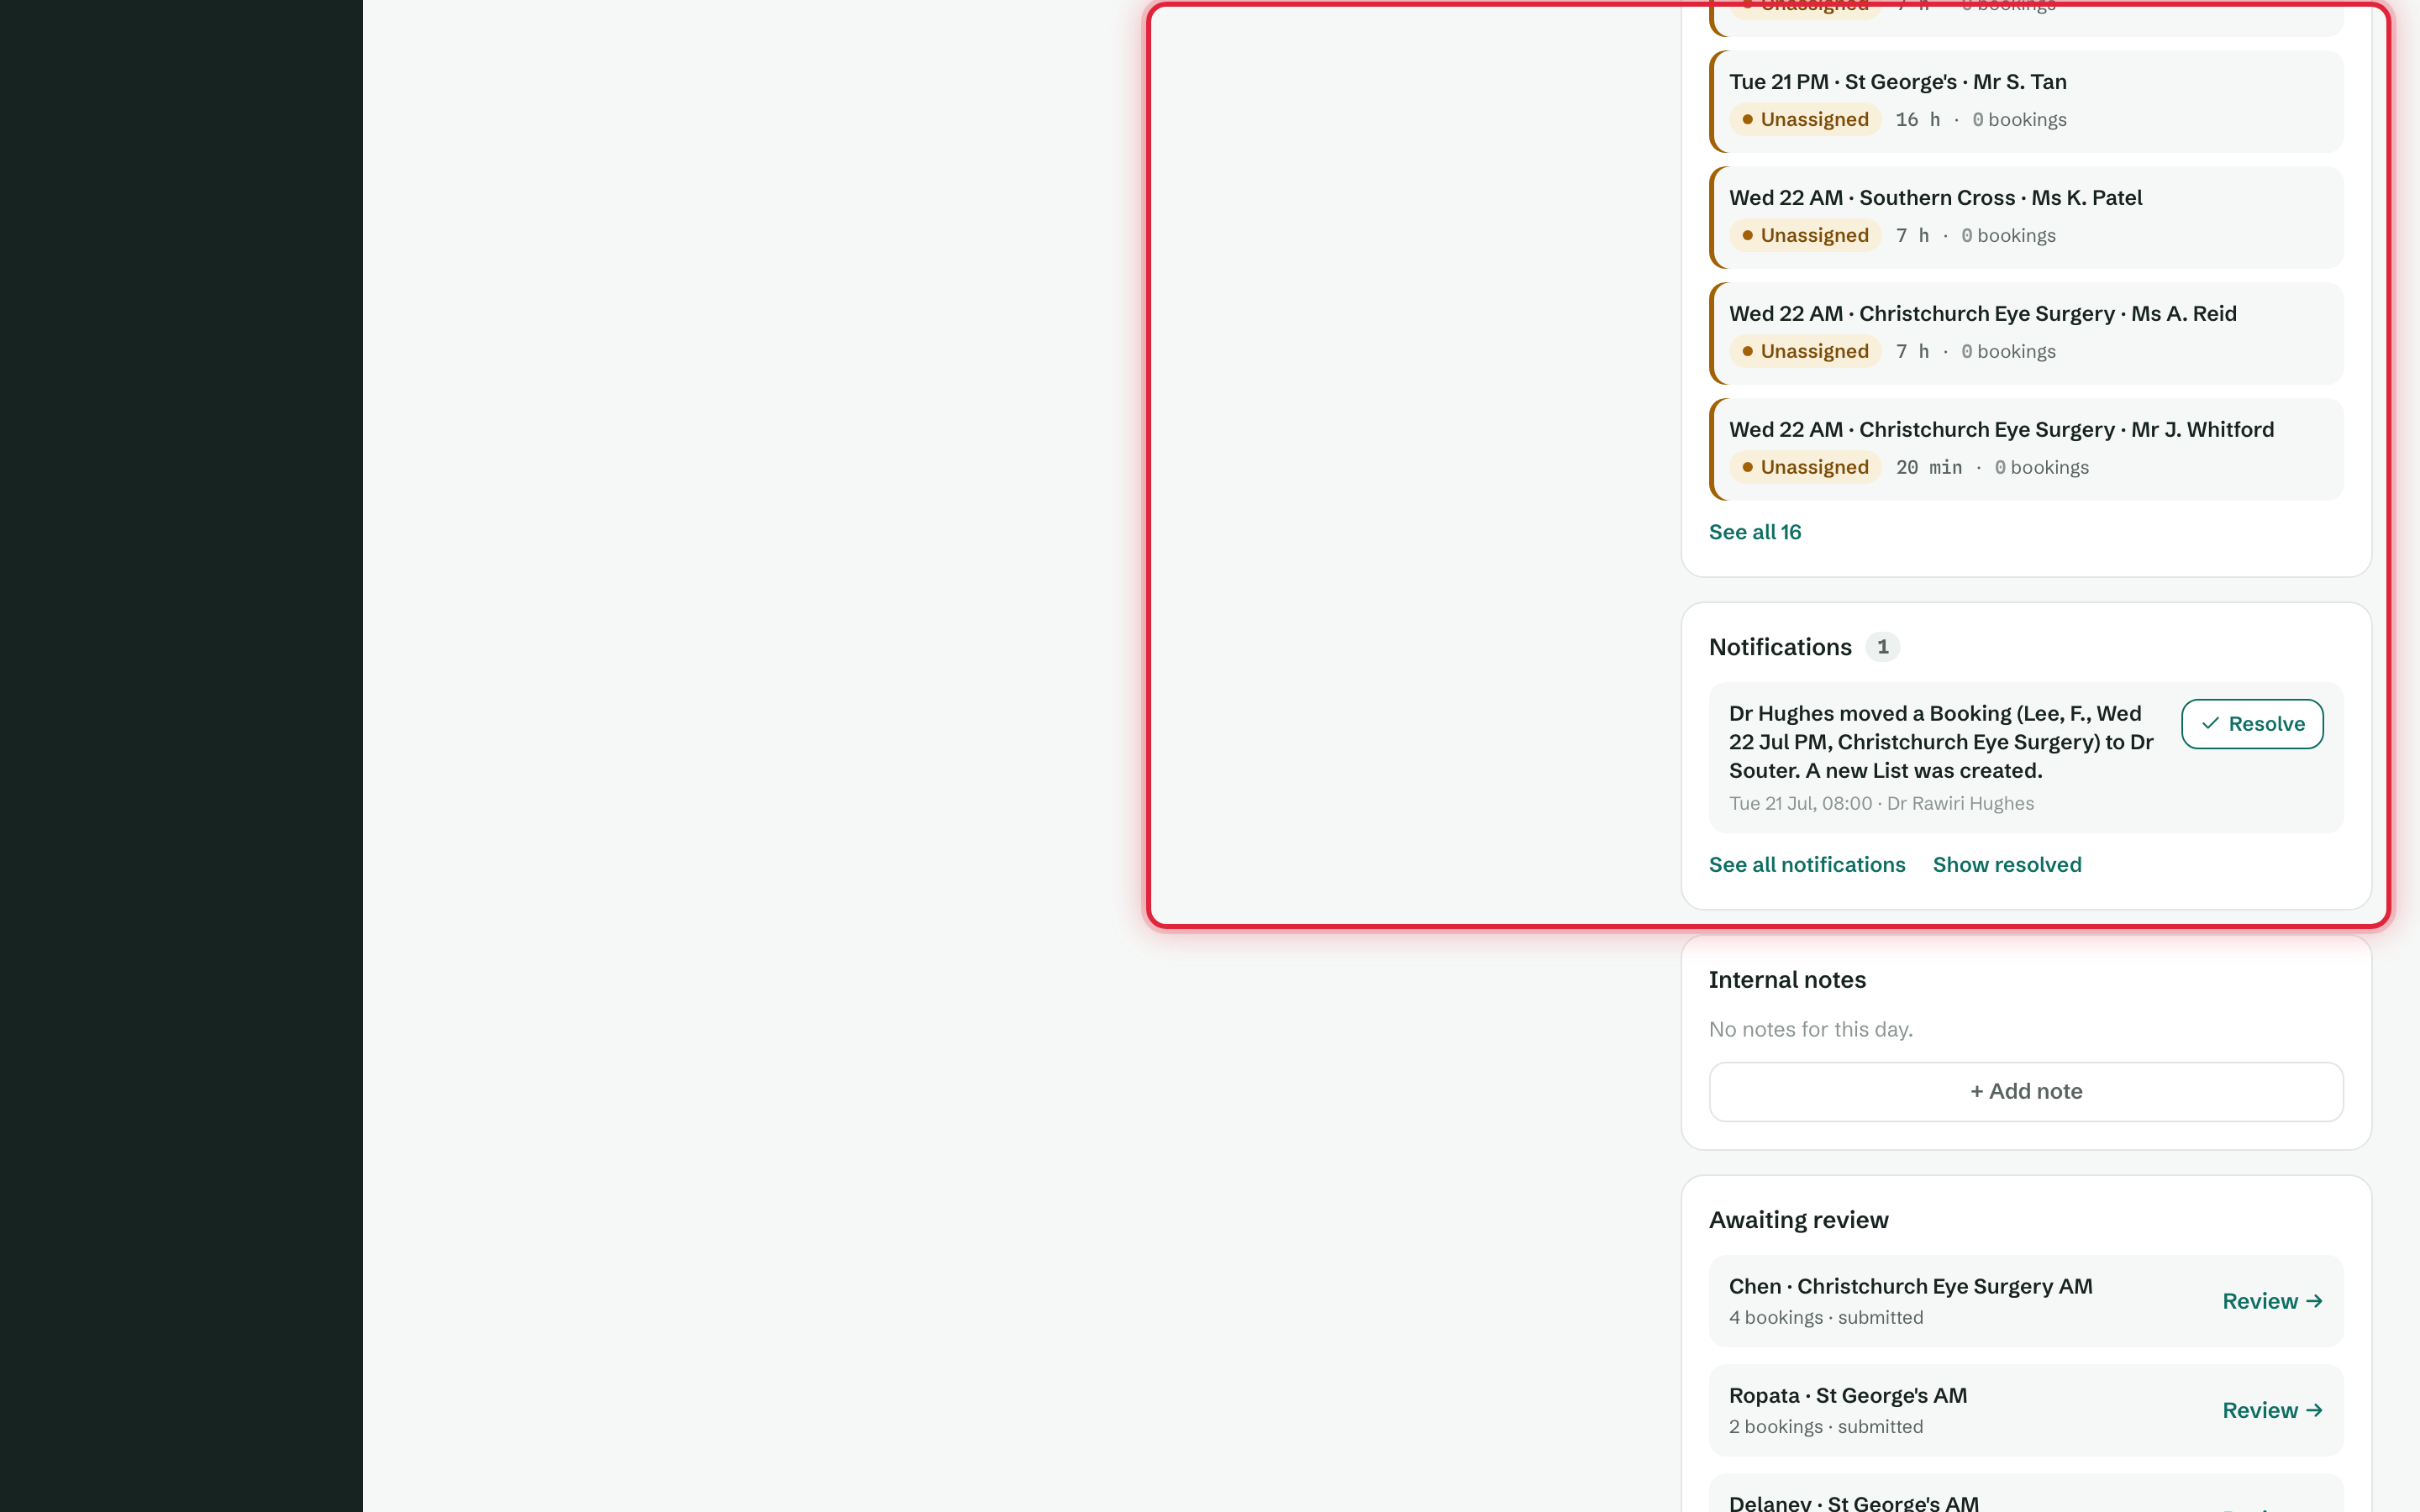 Unassigned 7 h · 0 bookings
Tue 21 PM · St George's · Mr S. Tan
Unassigned 16 h · 0 bookings
Wed 22 AM · Southern Cross · Ms K. Patel
Unassigned 7 h · 0 bookings
Wed 22 AM · Christchurch Eye Surgery · Ms A. Reid
Unassigned 7 h · 0 bookings
Wed 22 AM · Christchurch Eye Surgery · Mr J. Whitford
Unassigned 20 min · 0 bookings
See all 16
Notifications 1
Dr Hughes moved a Booking (Lee, F., Wed
22 Jul PM, Christchurch Eye Surgery) to Dr
Souter. A new List was created.
Resolve
Tue 21 Jul, 08:00 · Dr Rawiri Hughes
See all notifications Show resolved
Internal notes
No notes for this day.
+ Add note
Awaiting review
Chen · Christchurch Eye Surgery AM
4 bookings · submitted
Review →
Ropata · St George's AM
2 bookings · submitted
Review →
Delaney · St George's AM